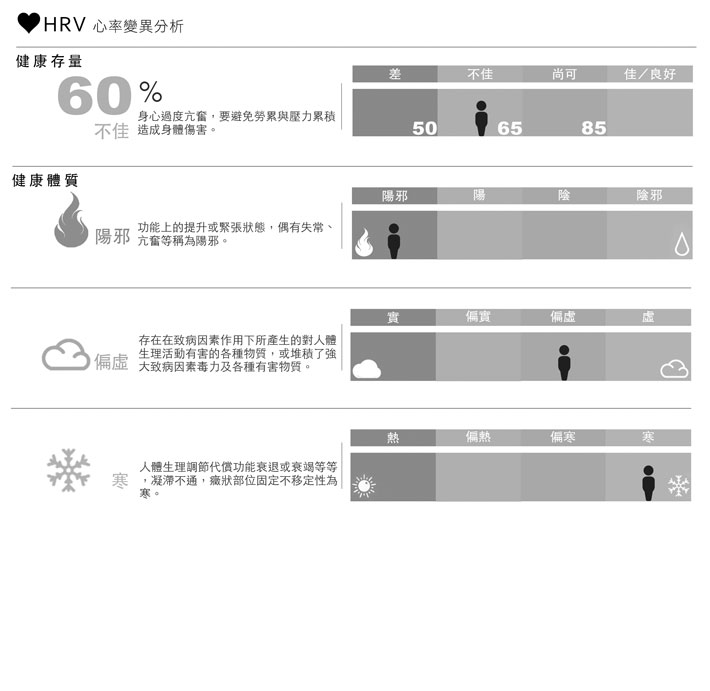 HRV 心率變異分析
健康存量
60 %
不佳
身心過度亢奮，要避免勞累與壓力累積
造成身體傷害。
差 不佳 尚可 佳／良好
50 65 85
健康體質
陽邪
功能上的提升或緊張狀態，偶有失常、
亢奮等稱為陽邪。
陽邪 陽 陰 陰邪
偏虛
存在在致病因素作用下所產生的對人體
生理活動有害的各種物質，或堆積了強
大致病因素毒力及各種有害物質。
實 偏實 偏虛 虛
寒
人體生理調節代償功能衰退或衰竭等等
，凝滯不通，癥狀部位固定不移定性為
寒。
熱 偏熱 偏寒 寒